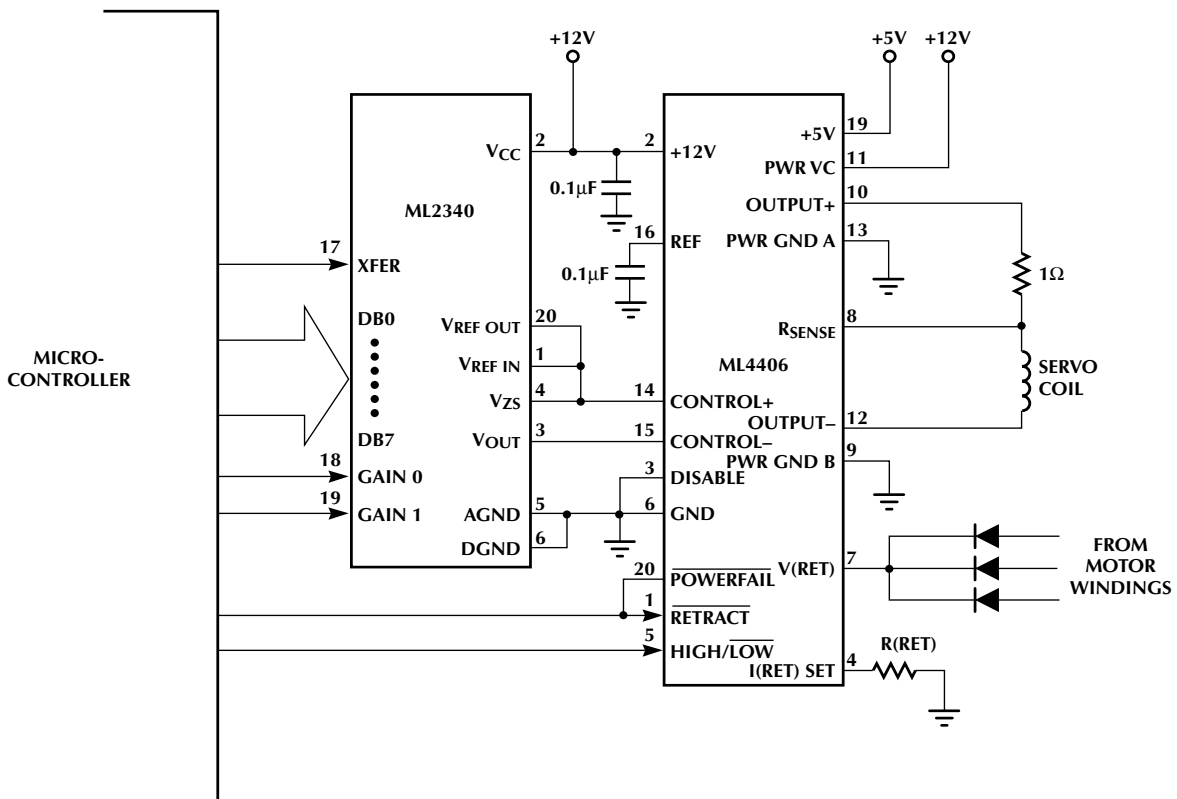 +12V
+5V
+12V
MICRO-
CONTROLLER
ML2340
17
XFER
DB0
DB7
18
GAIN 0
19
GAIN 1
VCC
2
VREF OUT
20
VREF IN
1
VZS
4
VOUT
3
AGND
5
DGND
6
0.1µF
0.1µF
ML4406
2
+12V
16
REF
14
CONTROL+
15
CONTROL–
3
DISABLE
6
GND
20
POWERFAIL
1
RETRACT
5
HIGH/LOW
+5V
19
PWR VC
11
OUTPUT+
10
PWR GND A
13
RSENSE
8
OUTPUT–
12
PWR GND B
9
V(RET)
7
I(RET) SET
4
1Ω
SERVO
COIL
FROM
MOTOR
WINDINGS
R(RET)